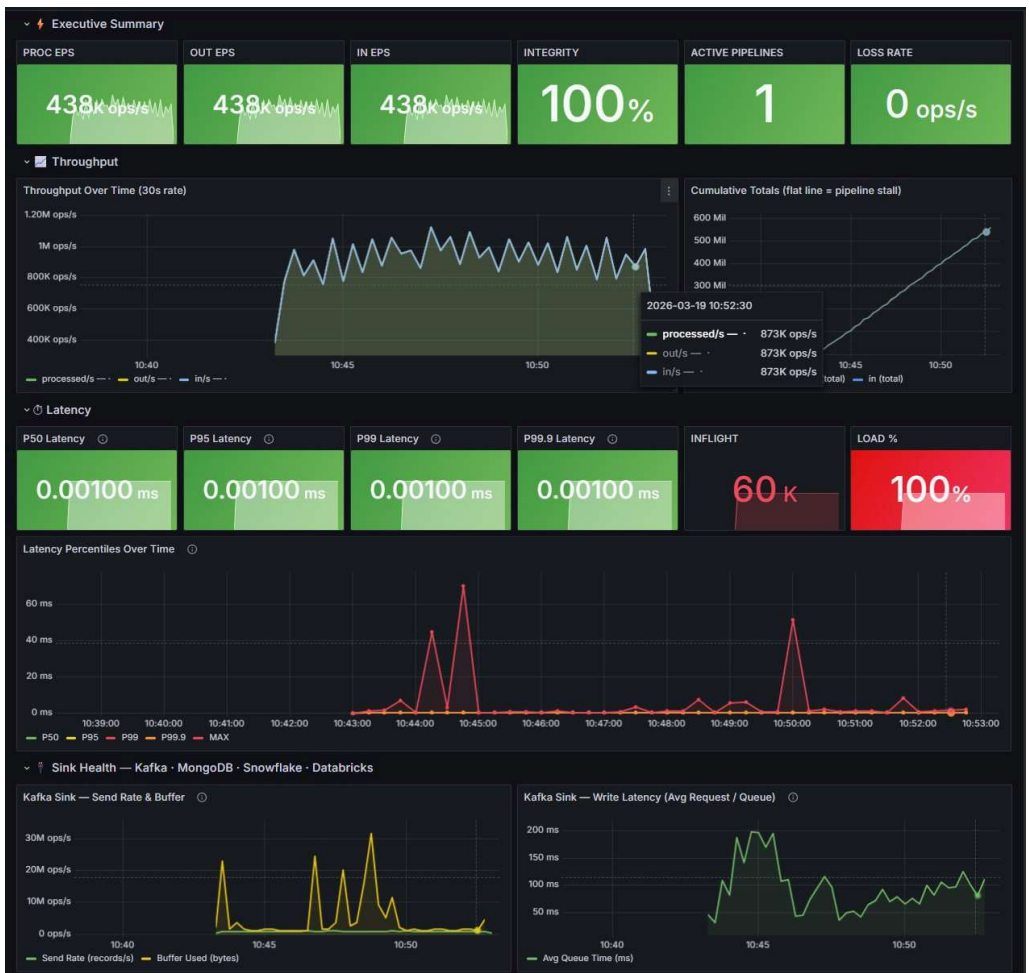 Executive Summary
PROC EPS
OUT EPS
IN EPS
INTEGRITY
ACTIVE PIPELINES
LOSS RATE
438K ops/s
438K ops/s
438K ops/s
100%
1
0 ops/s
Throughput
Throughput Over Time (30s rate)
1.20M ops/s
1M ops/s
800K ops/s
600K ops/s
400K ops/s
10:40
10:45
10:50
processed/s — · out/s — · in/s — ·
Cumulative Totals (flat line = pipeline stall)
600 Mil
500 Mil
400 Mil
300 Mil
10:45
10:50
total) in (total)
2026-03-19 10:52:30
processed/s — · 873K ops/s
out/s — · 873K ops/s
in/s — · 873K ops/s
Latency
P50 Latency
P95 Latency
P99 Latency
P99.9 Latency
INFLIGHT
LOAD %
0.00100 ms
0.00100 ms
0.00100 ms
0.00100 ms
60 K
100%
Latency Percentiles Over Time
60 ms
40 ms
20 ms
0 ms
10:39:00 10:40:00 10:41:00 10:42:00 10:43:00 10:44:00 10:45:00 10:46:00 10:47:00 10:48:00 10:49:00 10:50:00 10:51:00 10:52:00 10:53:00
P50 P95 P99 P99.9 MAX
Sink Health — Kafka · MongoDB · Snowflake · Databricks
Kafka Sink — Send Rate & Buffer
30M ops/s
20M ops/s
10M ops/s
0 ops/s
10:40
10:45
10:50
Send Rate (records/s) Buffer Used (bytes)
Kafka Sink — Write Latency (Avg Request / Queue)
200 ms
150 ms
100 ms
50 ms
10:40
10:45
10:50
Avg Queue Time (ms)